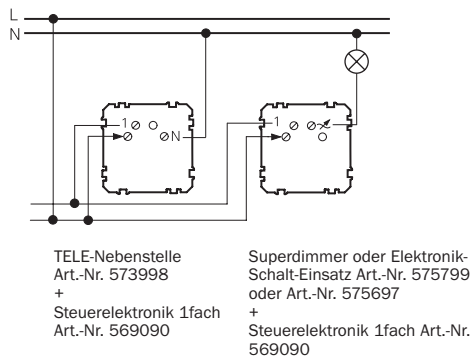 L
N
1
N
1
TELE-Nebenstelle
Art.-Nr. 573998
+
Steuerelektronik 1fach
Art.-Nr. 569090
Superdimmer oder Elektronik-
Schalt-Einsatz Art.-Nr. 575799
oder Art.-Nr. 575697
+
Steuerelektronik 1fach Art.-Nr.
569090